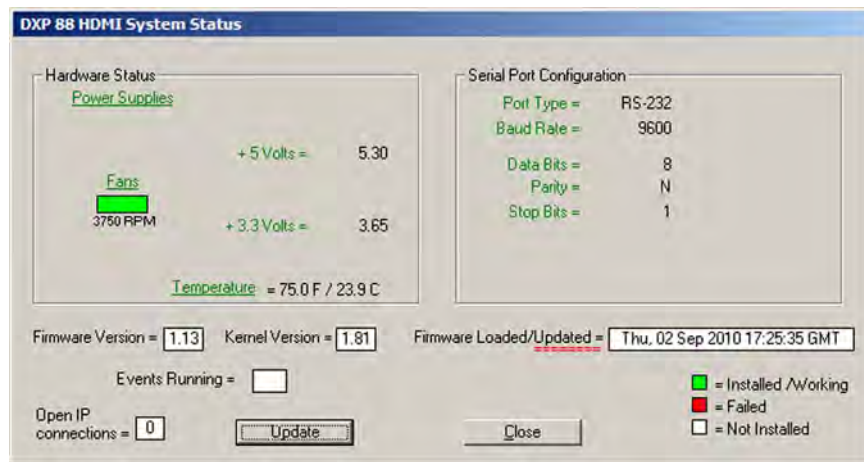 DXP 88 HDMI System Status
Hardware Status
Power Supplies
+ 5 Volts = 5.30
Fans
3750 RPM
+ 3.3 Volts = 3.65
Temperature = 75.0 F / 23.9 C
Serial Port Configuration
Port Type = RS-232
Baud Rate = 9600
Data Bits = 8
Parity = N
Stop Bits = 1
Firmware Version = 1.13 Kernel Version = 1.81 Firmware Loaded/Updated = Thu, 02 Sep 2010 17:25:35 GMT
Events Running =
Open IP
connections = 0
Update
Close
= Installed /Working
= Failed
= Not Installed